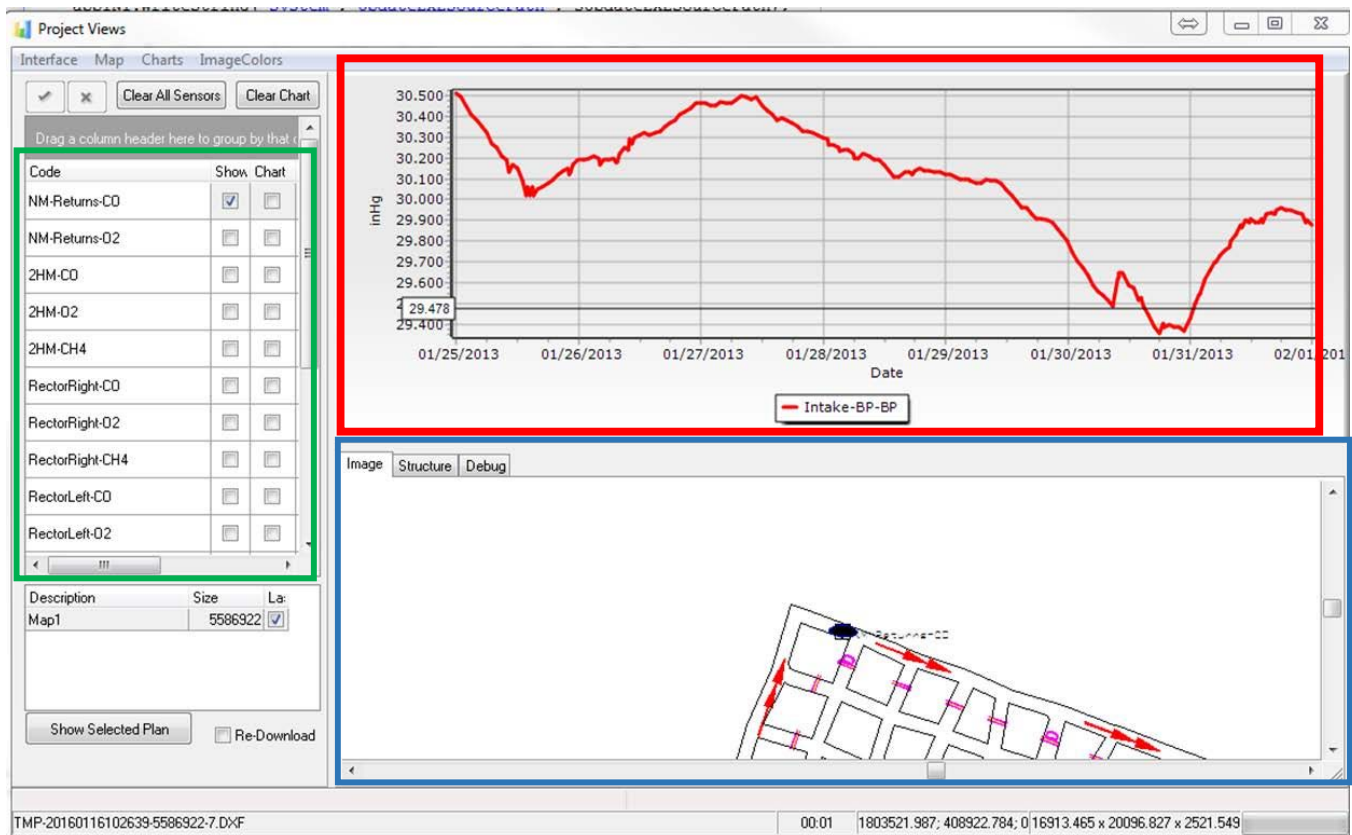 Project Views
Interface Map Charts ImageColors
Clear All Sensors Clear Chart
Drag a column header here to group by that
Code Show Chart
NM-Returns-CO
NM-Returns-O2
2HM-CO
2HM-O2
2HM-CH4
RectorRight-CO
RectorRight-O2
RectorRight-CH4
RectorLeft-CO
RectorLeft-O2
Description Size La:
Map1 5586922
Show Selected Plan Re-Download
30.500
30.400
30.300
30.200
30.100
30.000
29.900
29.800
29.700
29.600
29.478
29.400
inHg
01/25/2013 01/26/2013 01/27/2013 01/28/2013 01/29/2013 01/30/2013 01/31/2013 02/01/201
Date
Intake-BP-BP
Image Structure Debug
D
D
TMP-20160116102639-5586922-7.DXF 00:01 1803521.987; 408922.784; 0 16913.465 x 20096.827 x 2521.549